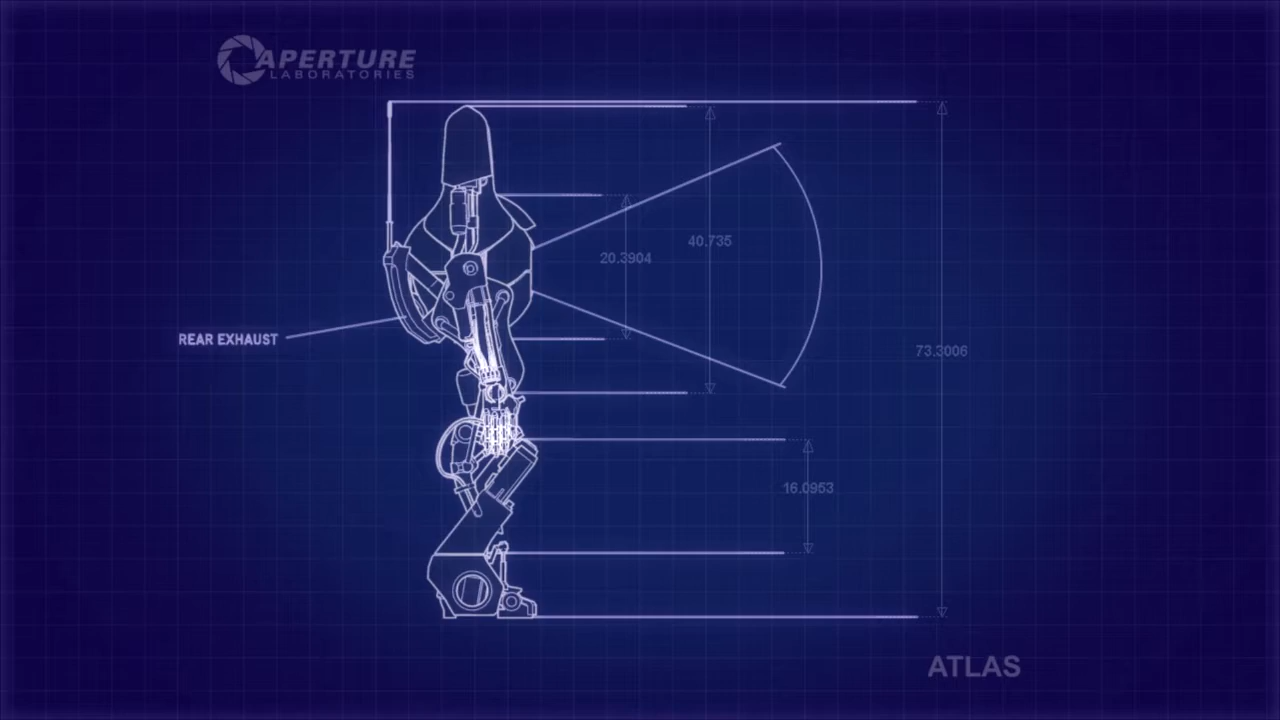 APERTURE
LABORATORIES
40.735
20.3904
REAR EXHAUST
73.3006
16.0953
ATLAS